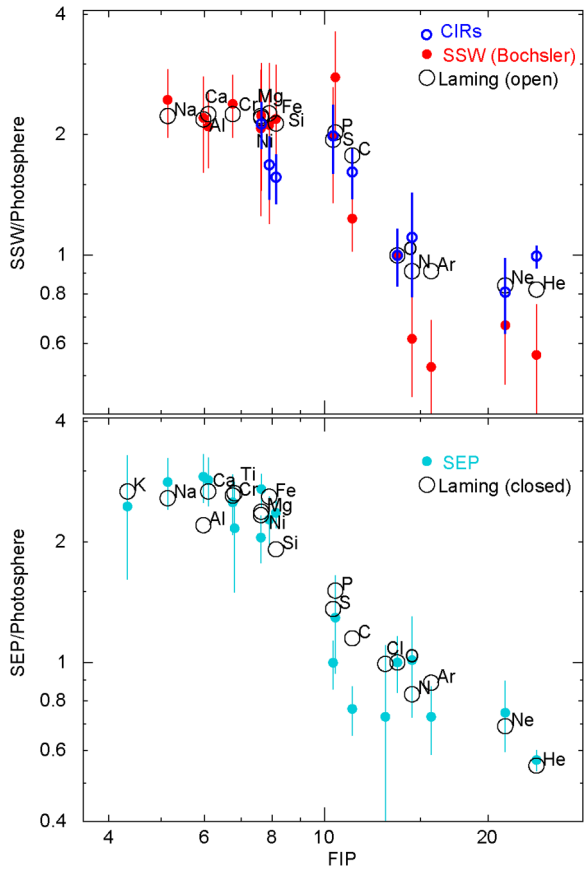 4
CIRs
SSW (Bochsler)
Laming (open)
Ca
Mg
Na
Cr
Fe
Al
Si
P
2
Ni
S
C
SSW/Photosphere
1
O
N
Ar
0.8
Ne
He
0.6
4
SEP
Laming (closed)
K
Ti
Na
Ca
Cr
Fe
Mg
Al
Ni
2
Si
P
S
SEP/Photosphere
C
Cl
O
1
Ar
N
0.8
Ne
0.6
He
0.4
4
6
8
10
20
FIP